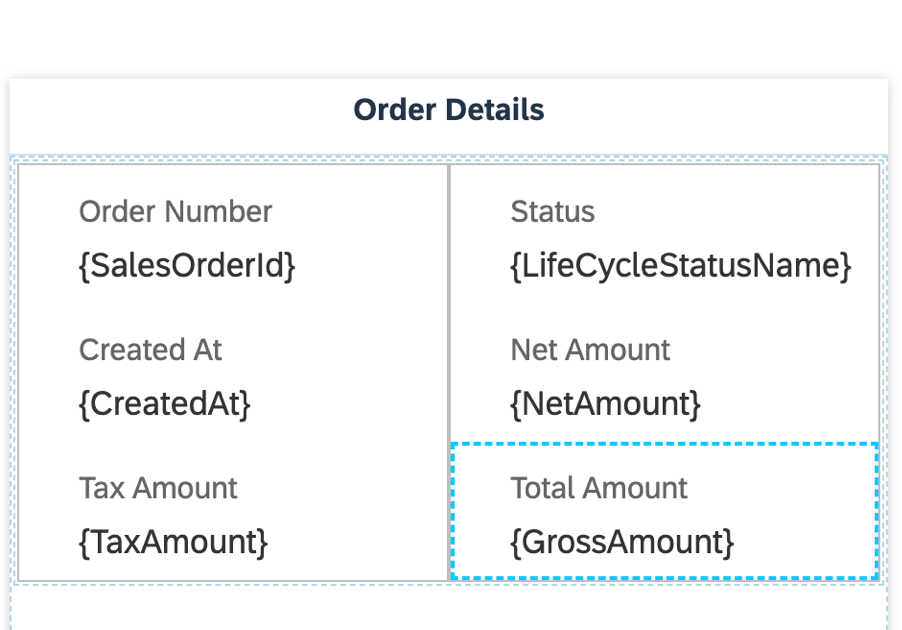 Order Details
Order Number
{SalesOrderId}
Status
{LifeCycleStatusName}
Created At
{CreatedAt}
Net Amount
{NetAmount}
Tax Amount
{TaxAmount}
Total Amount
{GrossAmount}